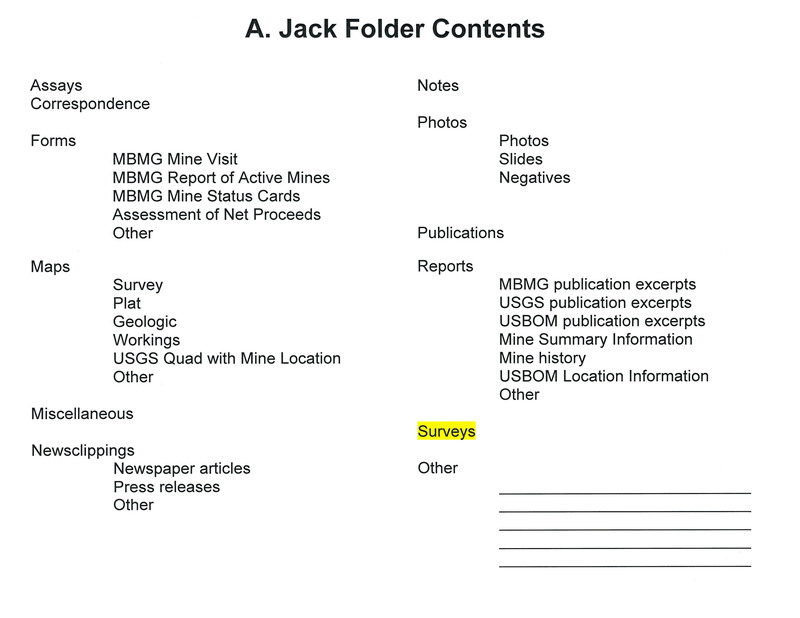 A. Jack Folder Contents
Assays
Correspondence
Forms
MBMG Mine Visit
MBMG Report of Active Mines
MBMG Mine Status Cards
Assessment of Net Proceeds
Other
Maps
Survey
Plat
Geologic
Workings
USGS Quad with Mine Location
Other
Miscellaneous
Newsclippings
Newspaper articles
Press releases
Other
Notes
Photos
Photos
Slides
Negatives
Publications
Reports
MBMG publication excerpts
USGS publication excerpts
USBOM publication excerpts
Mine Summary Information
Mine history
USBOM Location Information
Other
Surveys
Other